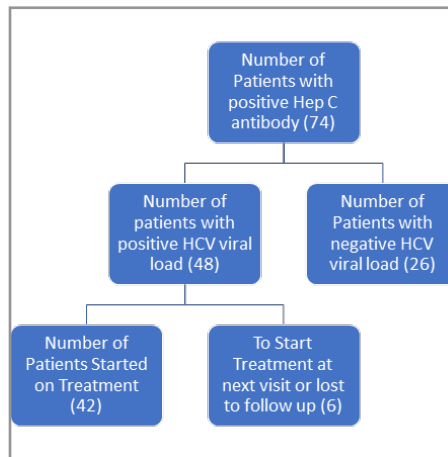 Number of
Patients with
positive Hep C
antibody (74)
Number of
patients with
positive HCV viral
load (48)
Number of
Patients with
negative HCV
viral load (26)
Number of
Patients Started
on Treatment
(42)
To Start
Treatment at
next visit or lost
to follow up (6)